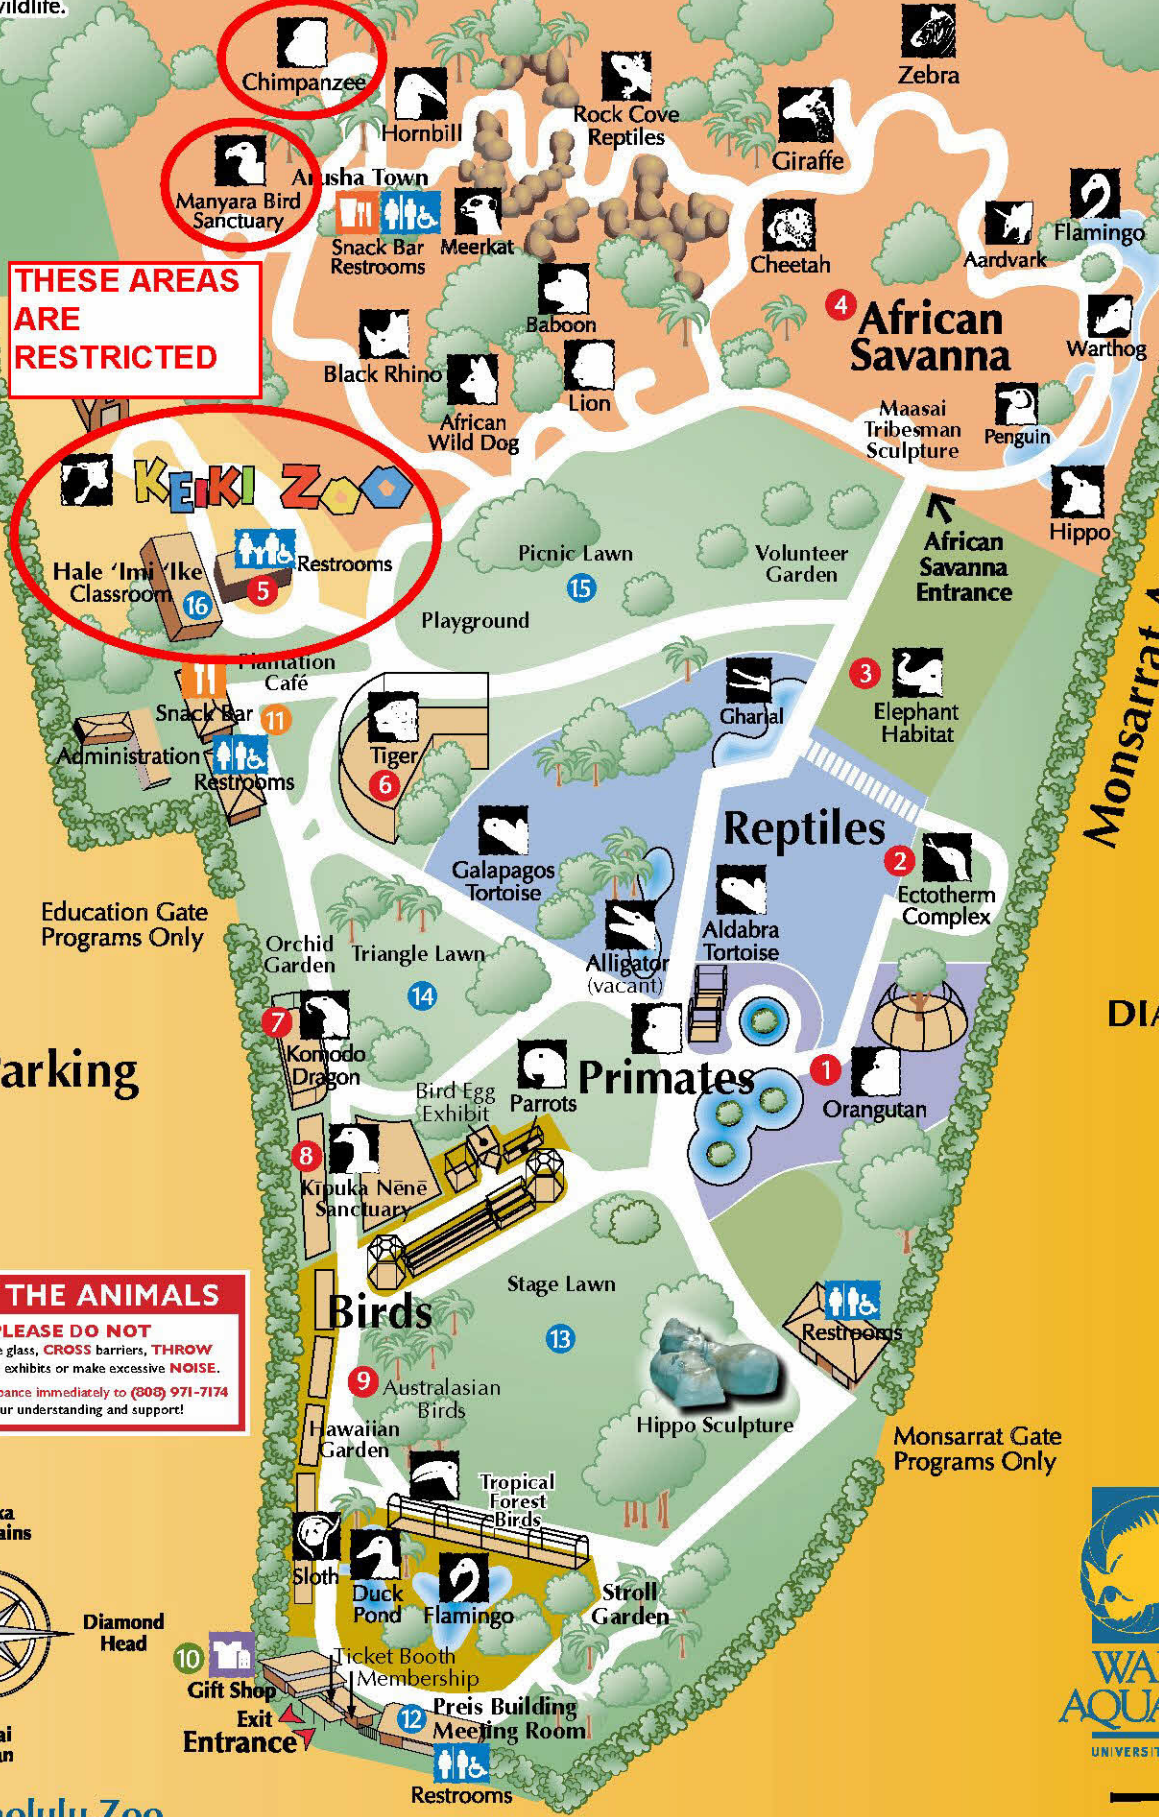 wildlife.
Chimpanzee
Hornbill
Rock Cove
Reptiles
Zebra
Giraffe
Manyara Bird
Sanctuary
Arusha Town
Snack Bar
Restrooms
Meerkat
Cheetah
Aardvark
Flamingo
THESE AREAS
ARE
RESTRICTED
Baboon
4
African
Savanna
Warthog
Black Rhino
Lion
African
Wild Dog
Maasai
Tribesman
Sculpture
Penguin
Hippo
KEIKI ZOO
Hale ‘Imi ‘Ike
Classroom
16
5
Restrooms
Picnic Lawn
15
Volunteer
Garden
African
Savanna
Entrance
Playground
Plantation
Café
Snack Bar
11
Administration
Restrooms
Tiger
6
Gharial
3
Elephant
Habitat
Monsarrat
Reptiles
2
Ectotherm
Complex
Galapagos
Tortoise
Aldabra
Tortoise
Alligator
(vacant)
Education Gate
Programs Only
Orchid
Garden
Triangle Lawn
14
7
Komodo
Dragon
arking
DIA
Bird Egg
Exhibit
Parrots
Primates
1
Orangutan
8
Kīpuka Nēnē
Sanctuary
Stage Lawn
13
Birds
Restrooms
THE ANIMALS
PLEASE DO NOT
glass, CROSS barriers, THROW
exhibits or make excessive NOISE.
bance immediately to (808) 971-7174
ur understanding and support!
9
Australasian
Birds
Hawaiian
Garden
Hippo Sculpture
Monsarrat Gate
Programs Only
Tropical
Forest
Birds
Sloth
Duck
Pond
Flamingo
Stroll
Garden
ka
ains
Diamond
Head
10
Gift Shop
Ticket Booth
Membership
Exit
Entrance
12
Preis Building
Meeting Room
Restrooms
ai
an
olulu Zoo
WAI
AQUA
UNIVERSIT